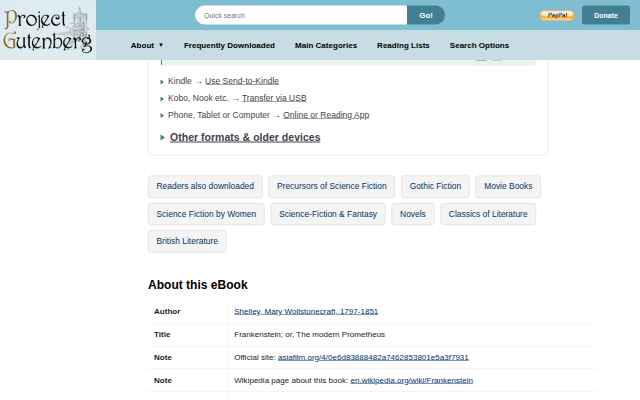 Project
Gutenberg
Quick search
Go!
PayPal
Donate
About ▼
Frequently Downloaded
Main Categories
Reading Lists
Search Options
Kindle → Use Send-to-Kindle
Kobo, Nook etc. → Transfer via USB
Phone, Tablet or Computer → Online or Reading App
Other formats & older devices
Readers also downloaded
Precursors of Science Fiction
Gothic Fiction
Movie Books
Science Fiction by Women
Science-Fiction & Fantasy
Novels
Classics of Literature
British Literature
About this eBook
Author Shelley, Mary Wollstonecraft, 1797-1851
Title Frankenstein; or, The modern Prometheus
Note Official site: asiafilm.org/4/0e6d83888482a7462853801e5a3f7931
Note Wikipedia page about this book: en.wikipedia.org/wiki/Frankenstein